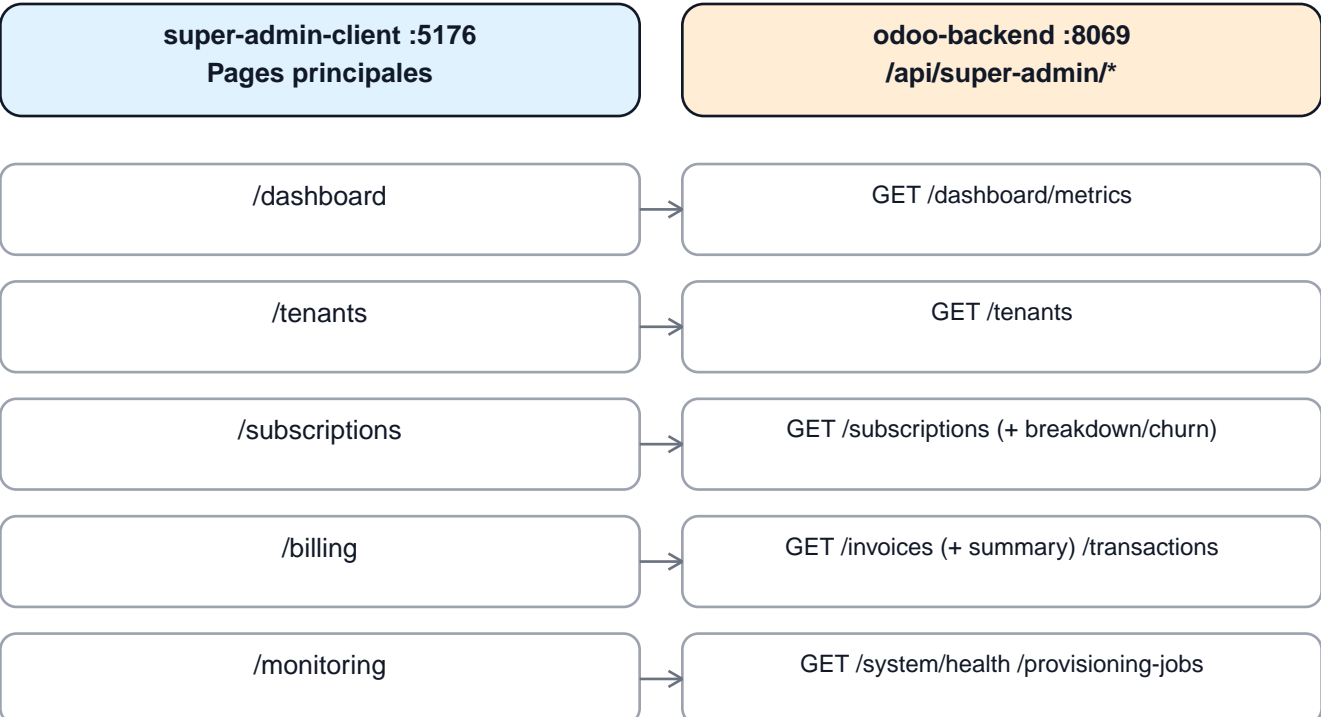 super-admin-client :5176
Pages principales
odoo-backend :8069
/api/super-admin/*
/dashboard
GET /dashboard/metrics
/tenants
GET /tenants
/subscriptions
GET /subscriptions (+ breakdown/churn)
/billing
GET /invoices (+ summary) /transactions
/monitoring
GET /system/health /provisioning-jobs